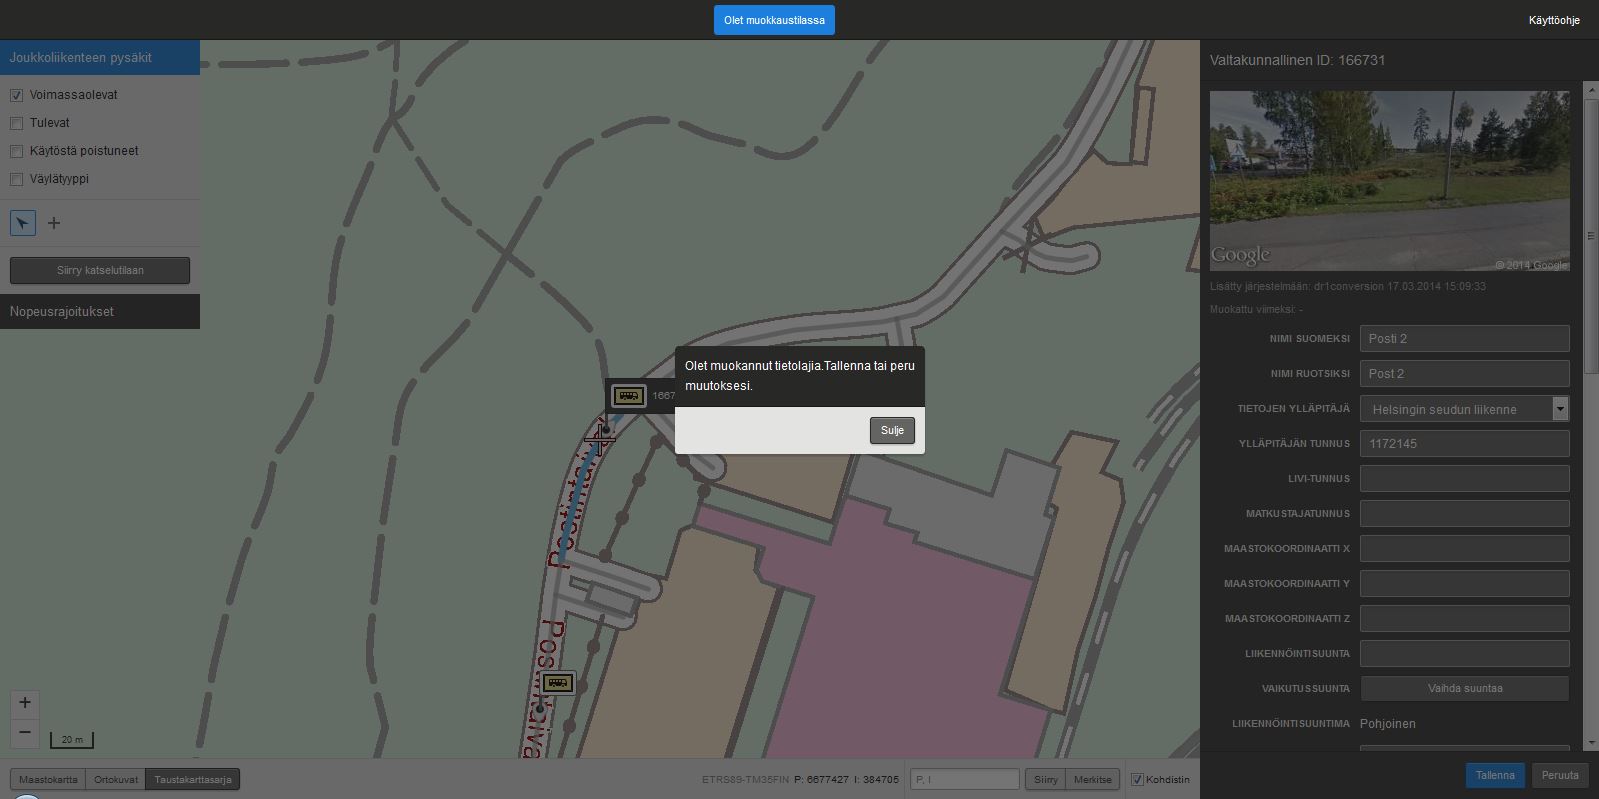 Olet muokkaustilassa
Käyttöohje
Joukkoliikenteen pysäkit
Voimassaolevat
Tulevat
Käytöstä poistuneet
Väylätyyppi
Siirry katselutilaan
Nopeusrajoitukset
Olet muokannut tietolajia.Tallenna tai peru
muutoksesi.
Sulje
1667
20 m
Maastokartta
Ortokuvat
Taustakarttasarja
ETRS89-TM35FIN P: 6677427 I: 384705
P, I
Siirry
Merkitse
Kohdistin
Valtakunnallinen ID: 166731
Google
© 2014 Google
Lisätty järjestelmään: dr1conversion 17.03.2014 15:09:33
Muokattu viimeksi: -
NIMI SUOMEKSI Posti 2
NIMI RUOTSIKSI Post 2
TIETOJEN YLLÄPITÄJÄ Helsingin seudun liikenne
YLLÄPITÄJÄN TUNNUS 1172145
LIVI-TUNNUS
MATKUSTAJATUNNUS
MAASTOKOORDINAATTI X
MAASTOKOORDINAATTI Y
MAASTOKOORDINAATTI Z
LIIKENNÖINTISUUNTA
VAIKUTUSSUUNTA Vaihda suuntaa
LIIKENNÖINTISUUNTIMA Pohjoinen
Tallenna
Peruuta